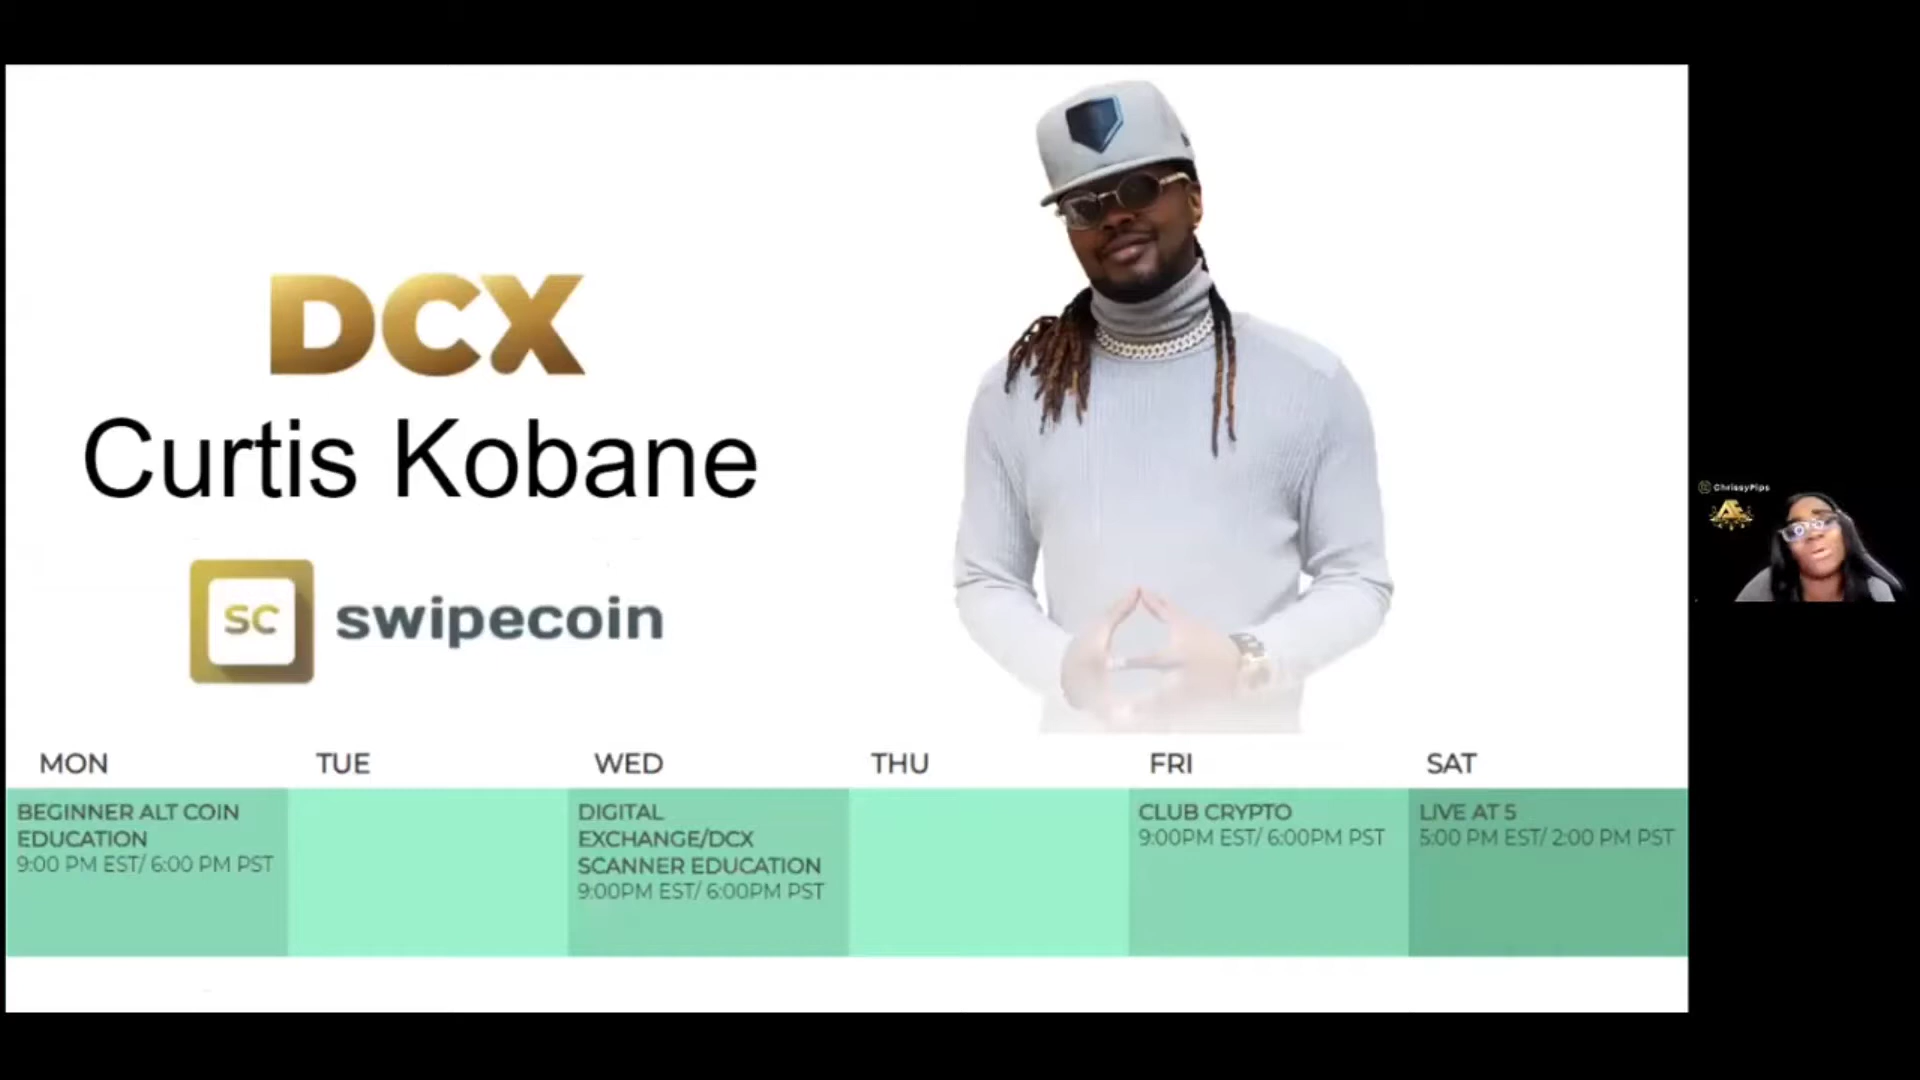 DCX
Curtis Kobane
SC
swipecoin
MON
TUE
WED
THU
FRI
SAT
BEGINNER ALT COIN
EDUCATION
9:00 PM EST/ 6:00 PM PST
DIGITAL
EXCHANGE/DCX
SCANNER EDUCATION
9:00PM EST/ 6:00PM PST
CLUB CRYPTO
9:00PM EST/ 6:00PM PST
LIVE AT 5
5:00 PM EST/ 2:00 PM PST
ChrissyPips